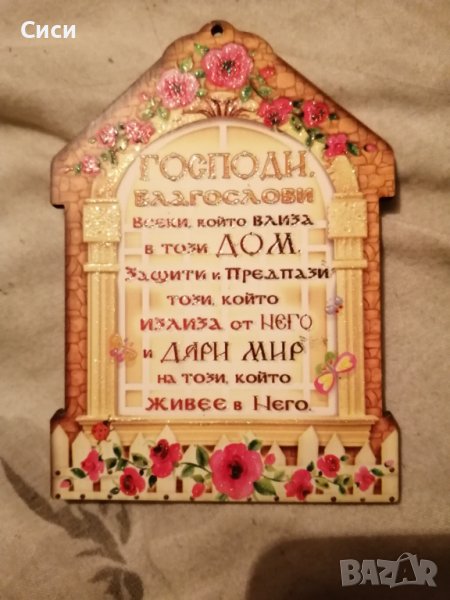 Сиси
ГОСПОДИ,
БЛАГОСЛОВИ
ВСЕКИ, КОЙТО ВЛИЗА
В ТОЗИ ДОМ,
ЗАЩИТИ И ПРЕДПАЗИ
ТОЗИ, КОЙТО
ИЗЛИЗА ОТ НЕГО
И ДАРИ МИР
НА ТОЗИ, КОЙТО
ЖИВЕЕ В НЕГО.
BAZAR